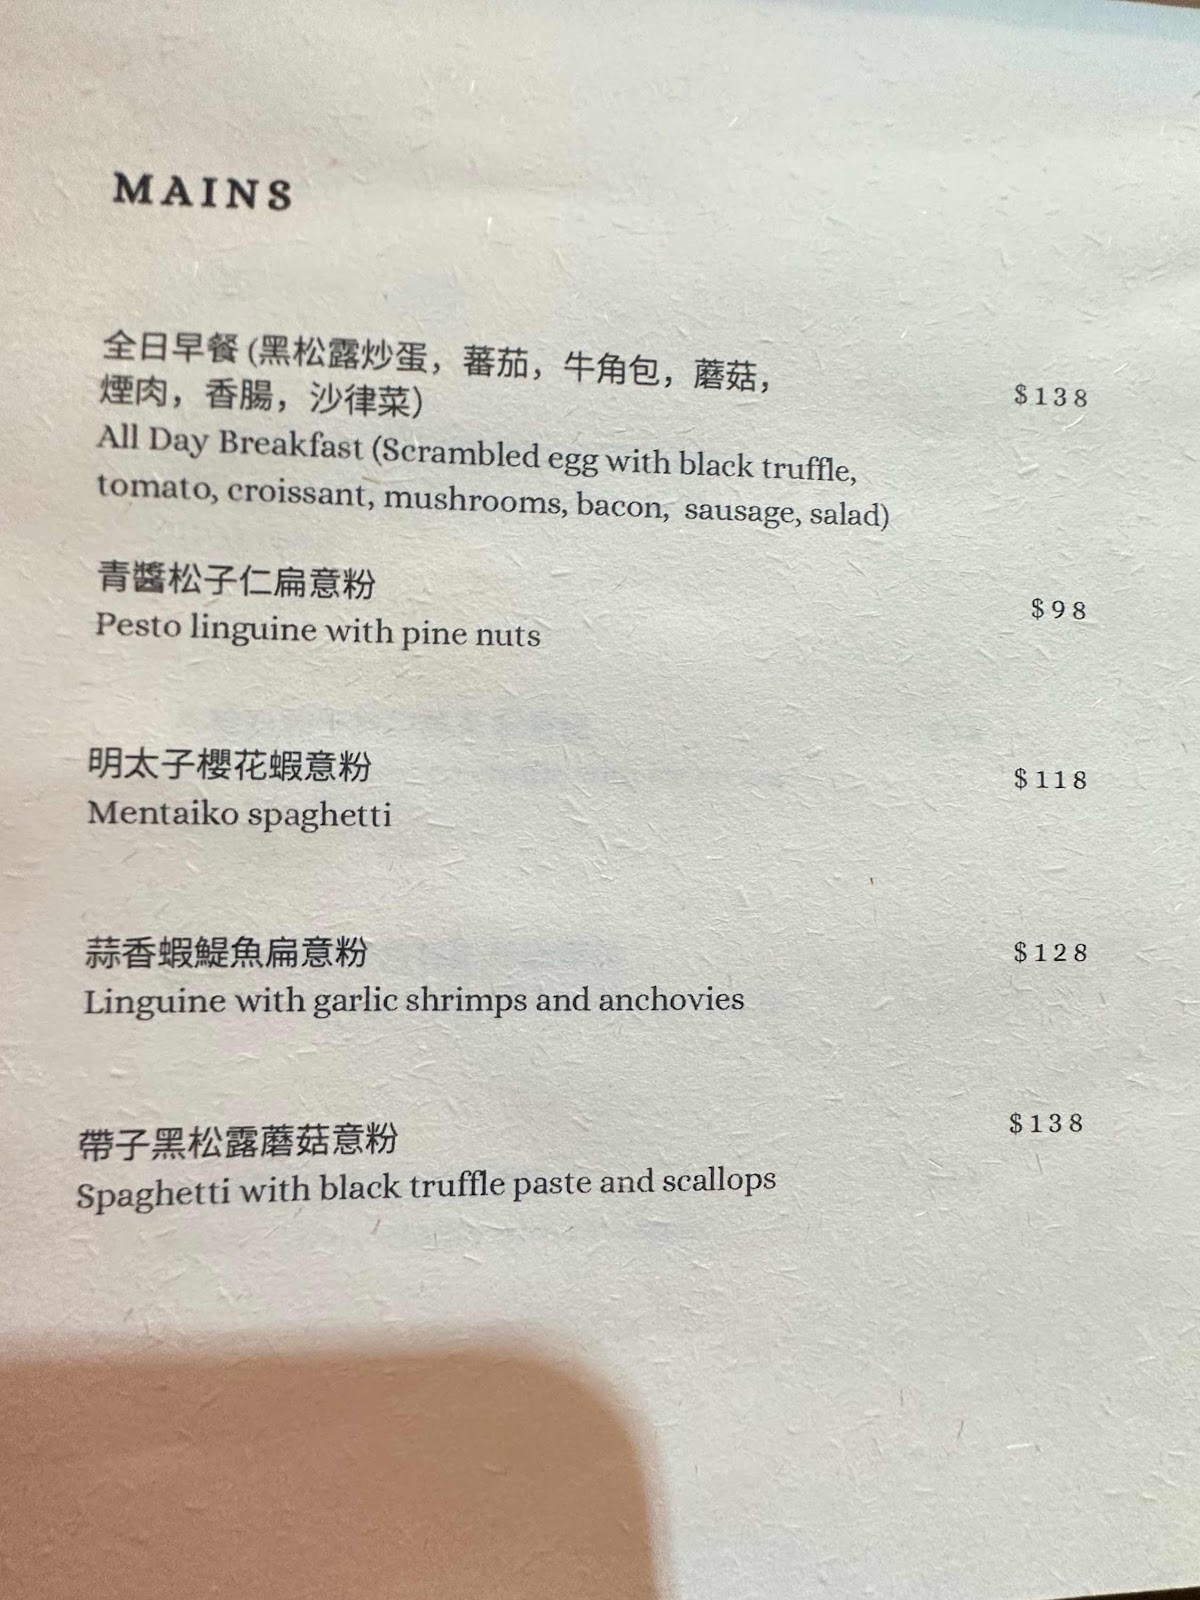 MAINS
全日早餐 (黑松露炒蛋，蕃茄，牛角包，蘑菇，
煙肉，香腸，沙律菜)
$138
All Day Breakfast (Scrambled egg with black truffle,
tomato, croissant, mushrooms, bacon, sausage, salad)
青醬松子仁扁意粉
$98
Pesto linguine with pine nuts
明太子櫻花蝦意粉
$118
Mentaiko spaghetti
蒜香蝦鯷魚扁意粉
$128
Linguine with garlic shrimps and anchovies
帶子黑松露蘑菇意粉
$138
Spaghetti with black truffle paste and scallops